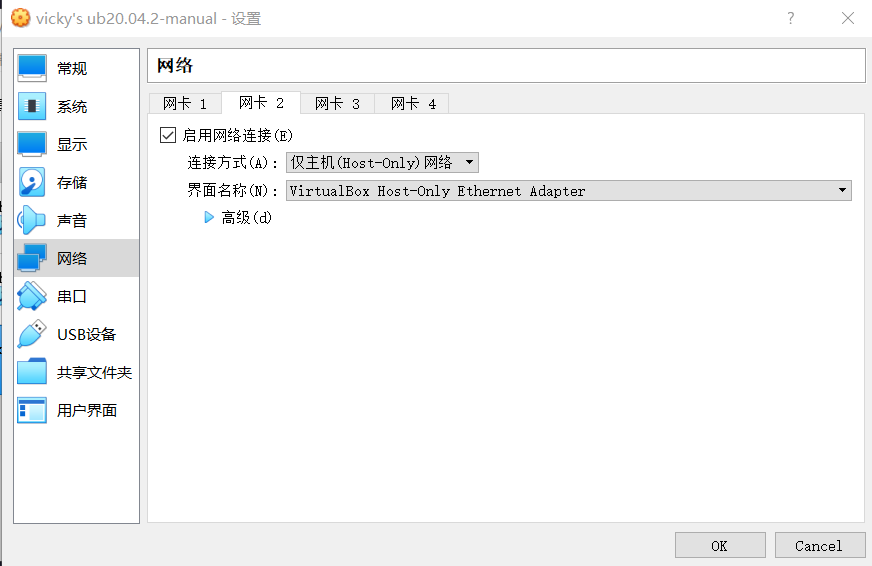 vicky's ub20.04.2-manual - 设置
?
常规
系统
显示
存储
声音
网络
串口
USB设备
共享文件夹
用户界面
网络
网卡 1 网卡 2 网卡 3 网卡 4
启用网络连接(E)
连接方式(A): 仅主机(Host-Only)网络
界面名称(N): VirtualBox Host-Only Ethernet Adapter
高级(d)
OK Cancel